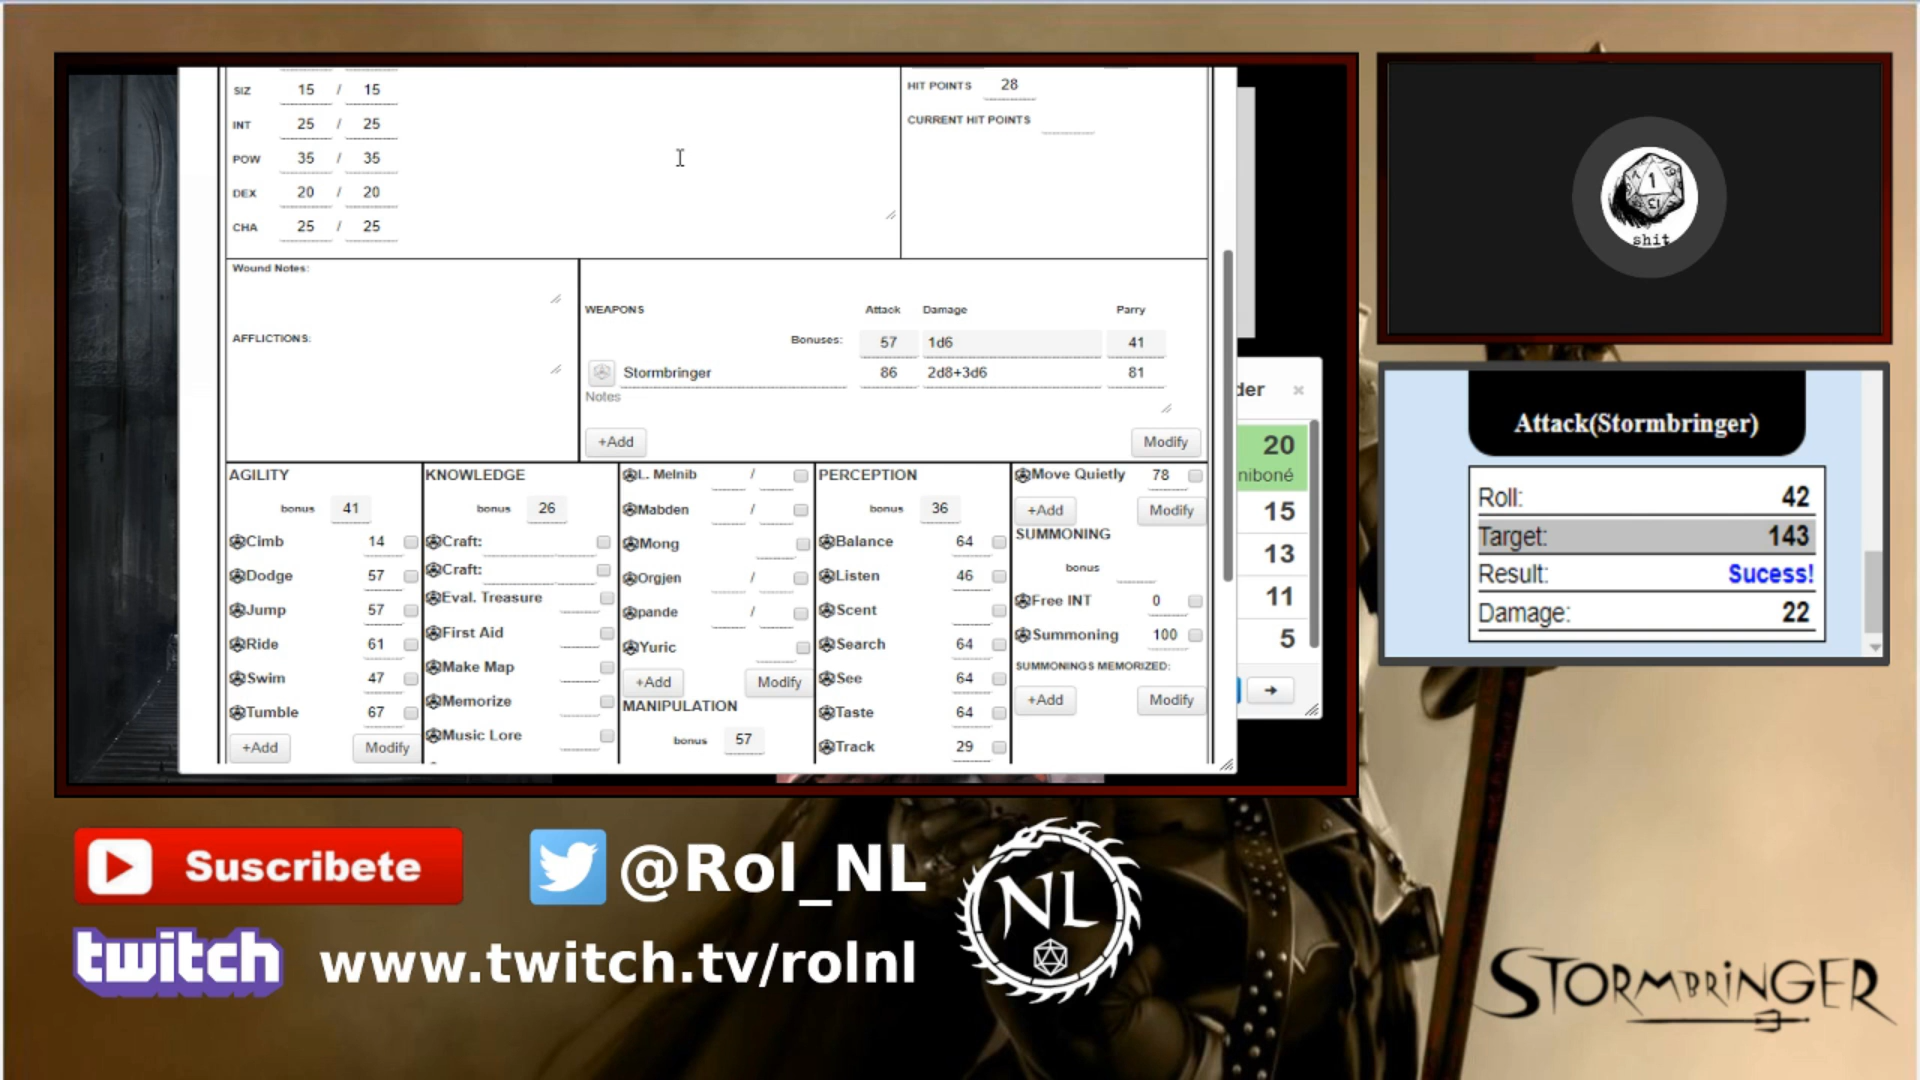 SIZ 15 / 15
INT 25 / 25
POW 35 / 35
DEX 20 / 20
CHA 25 / 25
HIT POINTS 28
CURRENT HIT POINTS
Wound Notes:
AFFLICTIONS:
WEAPONS Attack Damage Parry
Bonuses: 57 1d6 41
Stormbringer 86 2d8+3d6 81
Notes
+Add Modify
AGILITY
bonus 41
Cimb 14
Dodge 57
Jump 57
Ride 61
Swim 47
Tumble 67
+Add Modify
KNOWLEDGE
bonus 26
Craft:
Craft:
Eval. Treasure
First Aid
Make Map
Memorize
Music Lore
L. Melnib /
Mabden /
Mong
Orgjen /
pande /
Yuric
+Add Modify
MANIPULATION
bonus 57
PERCEPTION
bonus 36
Balance 64
Listen 46
Scent
Search 64
See 64
Taste 64
Track 29
Move Quietly 78
+Add Modify
SUMMONING
bonus
Free INT 0
Summoning 100
SUMMONINGS MEMORIZED:
+Add Modify
der ×
20
niboné
15
13
11
5
→
1
shit
Attack(Stormbringer)
Roll: 42
Target: 143
Result: Sucess!
Damage: 22
Suscribete
@Rol_NL
twitch
www.twitch.tv/rolnl
NL
STORMBRINGER